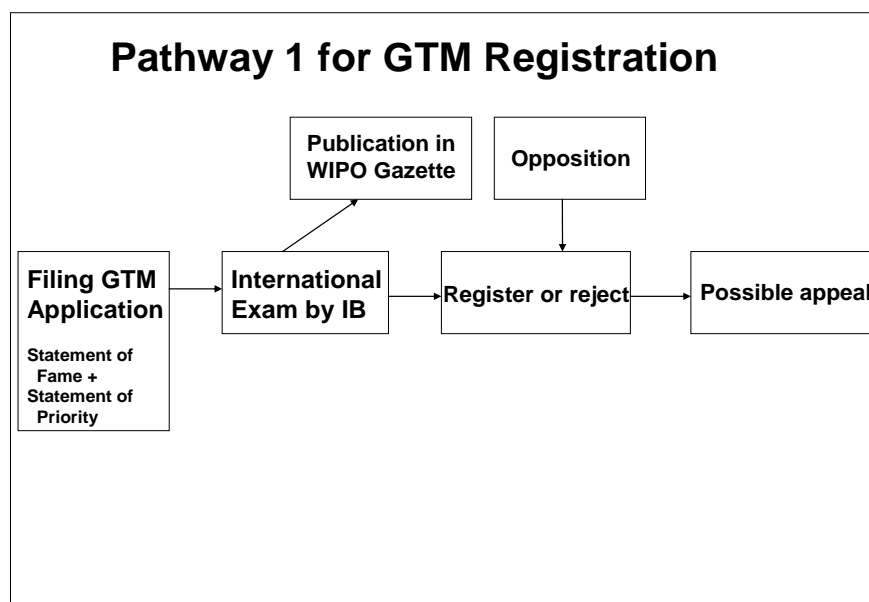 Pathway 1 for GTM Registration
Publication in
WIPO Gazette
Opposition
Filing GTM
Application
Statement of
Fame +
Statement of
Priority
International
Exam by IB
Register or reject
Possible appeal